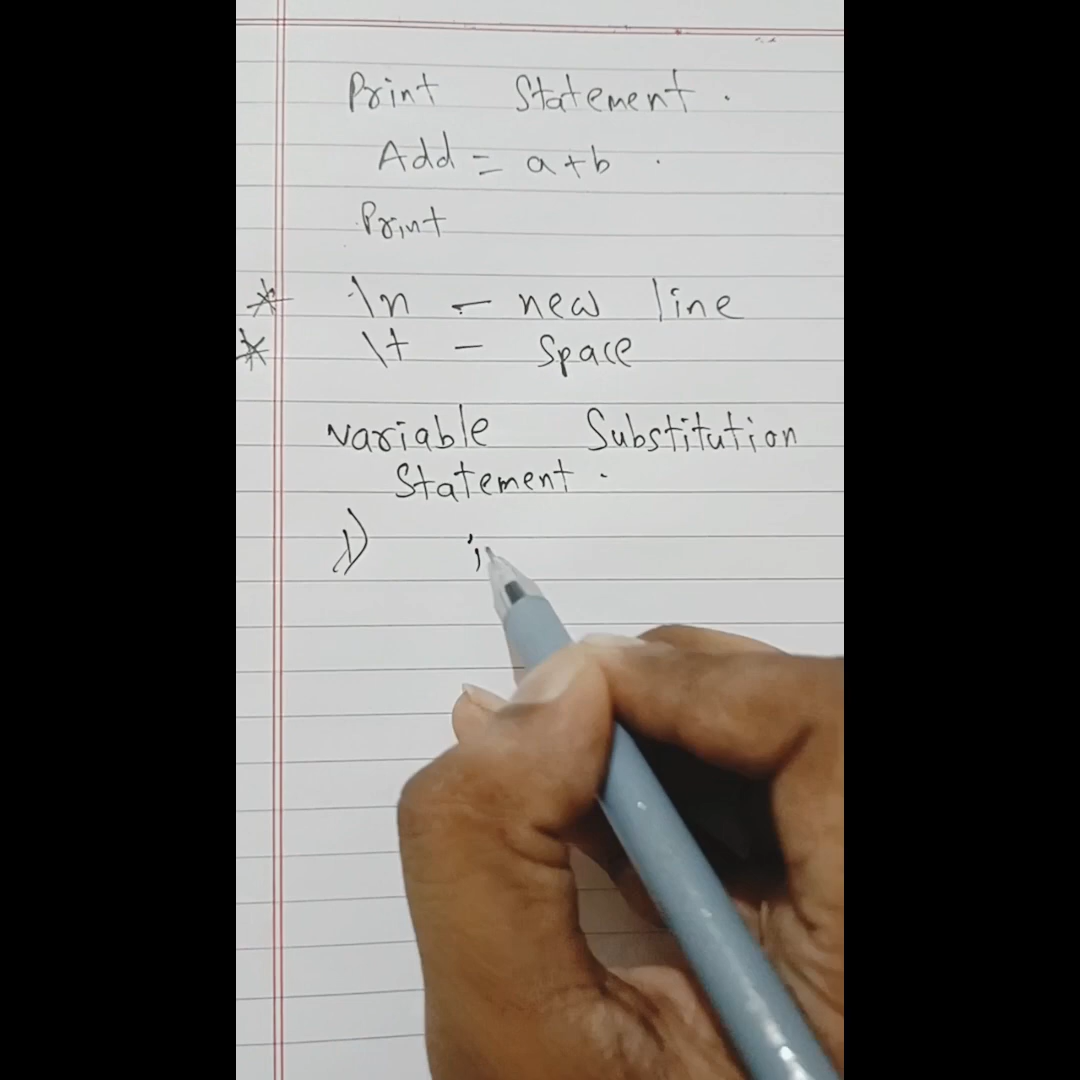 Print Statement .
Add = a+b .
Print
* \n - new line
* \t - Space
Variable Substitution
Statement .
1)